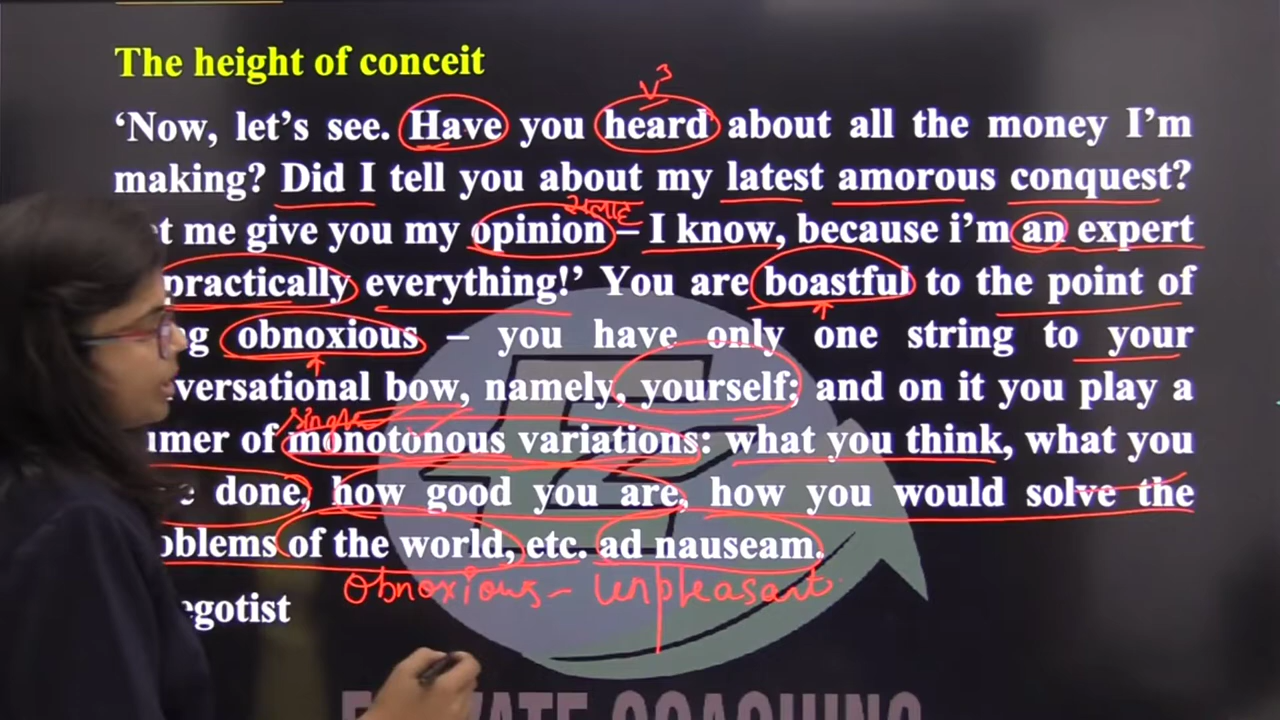 The height of conceit
V3
‘Now, let’s see. Have you heard about all the money I’m
making? Did I tell you about my latest amorous conquest?
सलाह
me give you my opinion – I know, because i’m an expert
practically everything!’ You are boastful to the point of
obnoxious – you have only one string to your
bow, namely, yourself; and on it you play a
single
of monotonous variations: what you think, what you
done, how good you are, how you would solve the
of the world, etc. ad nauseam.
Obnoxious – Unpleasant
egotist
COACHING